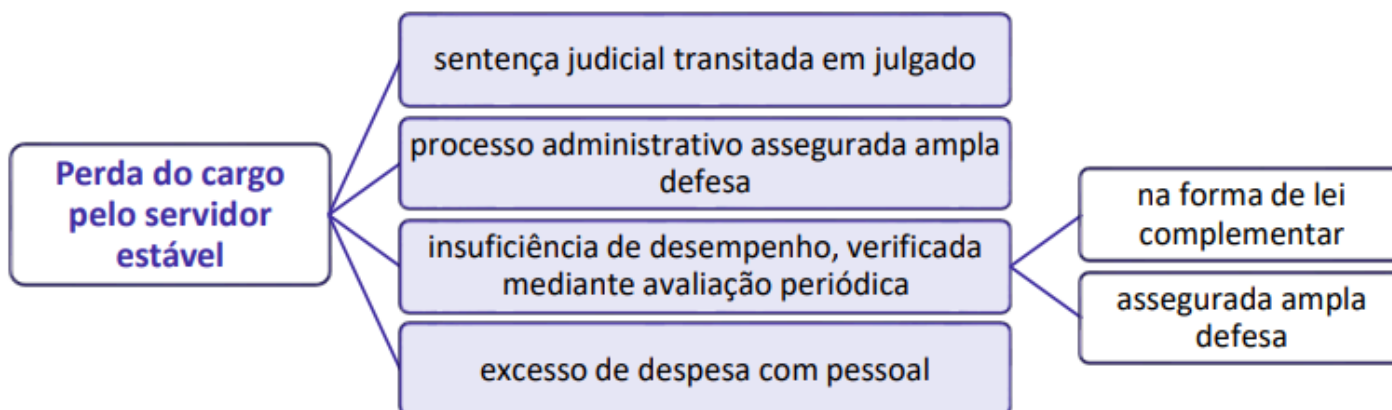 Perda do cargo
pelo servidor
estável
sentença judicial transitada em julgado
processo administrativo assegurada ampla
defesa
insuficiência de desempenho, verificada
mediante avaliação periódica
na forma de lei
complementar
assegurada ampla
defesa
excesso de despesa com pessoal